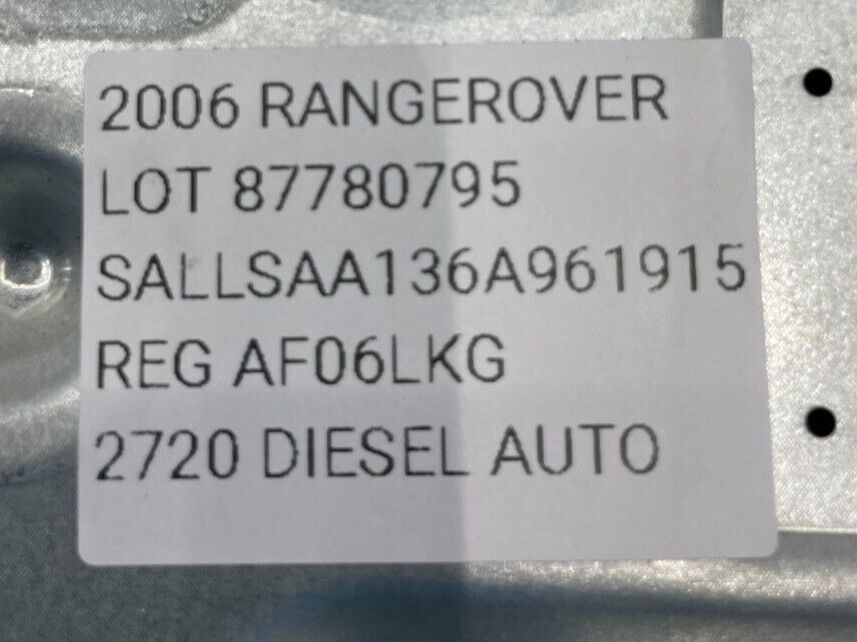 2006 RANGEROVER
LOT 87780795
SALLSAA136A961915
REG AF06LKG
2720 DIESEL AUTO